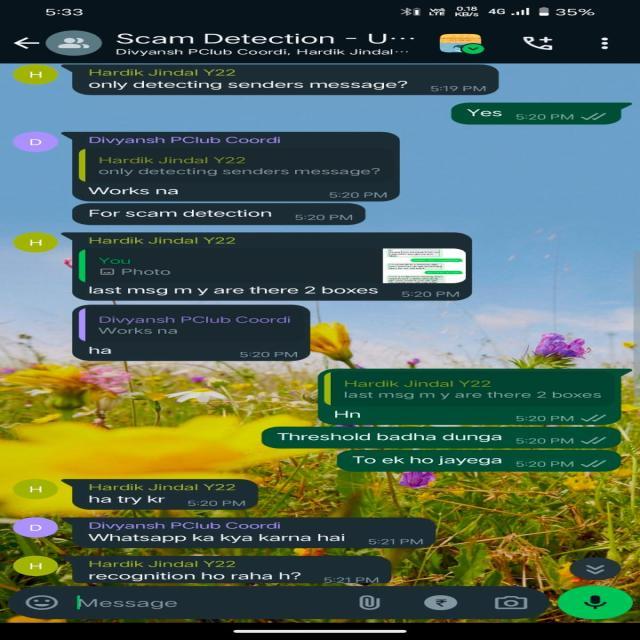 5:33
VoI LTE 0.18 KB/s 4G 35%
Scam Detection - U...
Divyansh PClub Coordi, Hardik Jindal...
H
Hardik Jindal Y22
only detecting senders message?
5:19 PM
Yes 5:20 PM
D
Divyansh PClub Coordi
Hardik Jindal Y22
only detecting senders message?
Works na 5:20 PM
For scam detection 5:20 PM
H
Hardik Jindal Y22
You
Photo
last msg m y are there 2 boxes
5:20 PM
Divyansh PClub Coordi
Works na
ha 5:20 PM
Hardik Jindal Y22
last msg m y are there 2 boxes
Hn 5:20 PM
Threshold badha dunga 5:20 PM
To ek ho jayega 5:20 PM
H
Hardik Jindal Y22
ha try kr 5:20 PM
D
Divyansh PClub Coordi
Whatsapp ka kya karna hai 5:21 PM
H
Hardik Jindal Y22
recognition ho raha h? 5:21 PM
Message
₹